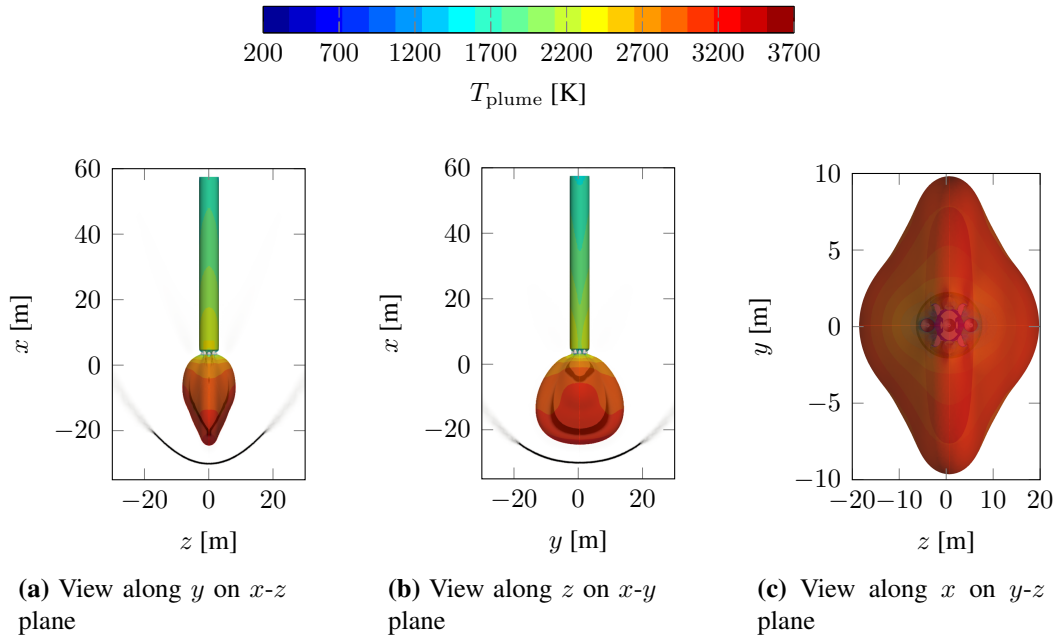 200 700 1200 1700 2200 2700 3200 3700
T_plume [K]
60
40
20
0
−20
x [m]
−20 0 20
z [m]
60
40
20
0
−20
x [m]
−20 0 20
y [m]
10
5
0
−5
−10
y [m]
−20 −10 0 10 20
z [m]
(a) View along y on x-z
plane
(b) View along z on x-y
plane
(c) View along x on y-z
plane